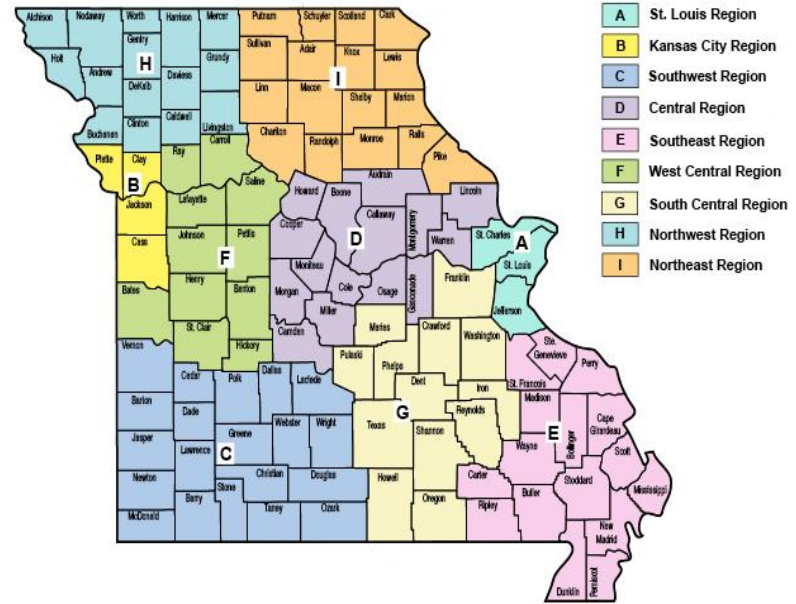 Atchison
Nodaway
Worth
Harrison
Mercer
Putnam
Schuyler
Scotland
Clark
Gentry
Sullivan
Adair
Knox
Lewis
Holt
Andrew
H
DeKalb
Daviess
Grundy
I
Linn
Macon
Shelby
Marion
Buchanan
Clinton
Caldwell
Livingston
Chariton
Randolph
Monroe
Ralls
Pike
Platte
Clay
Ray
Carroll
Audrain
B
Jackson
Lafayette
Saline
Howard
Boone
Callaway
Montgomery
Lincoln
Cass
Johnson
Pettis
Cooper
D
Warren
St. Charles
A
St. Louis
F
Moniteau
Cole
Osage
Gasconade
Franklin
Jefferson
Bates
Henry
Benton
Morgan
Miller
Camden
Maries
Crawford
Washington
St. Clair
Hickory
Vernon
Cedar
Polk
Dallas
Laclede
Pulaski
Phelps
Dent
Iron
St. Francois
Ste.
Genevieve
Perry
Barton
Dade
Greene
Webster
Wright
Texas
G
Shannon
Reynolds
Madison
Wayne
E
Bollinger
Cape
Girardeau
Scott
Jasper
Lawrence
C
Christian
Douglas
Howell
Carter
Butler
Stoddard
Mississippi
Newton
Stone
Barry
Taney
Ozark
Oregon
Ripley
New
Madrid
McDonald
Dunklin
Pemiscot
A St. Louis Region
B Kansas City Region
C Southwest Region
D Central Region
E Southeast Region
F West Central Region
G South Central Region
H Northwest Region
I Northeast Region